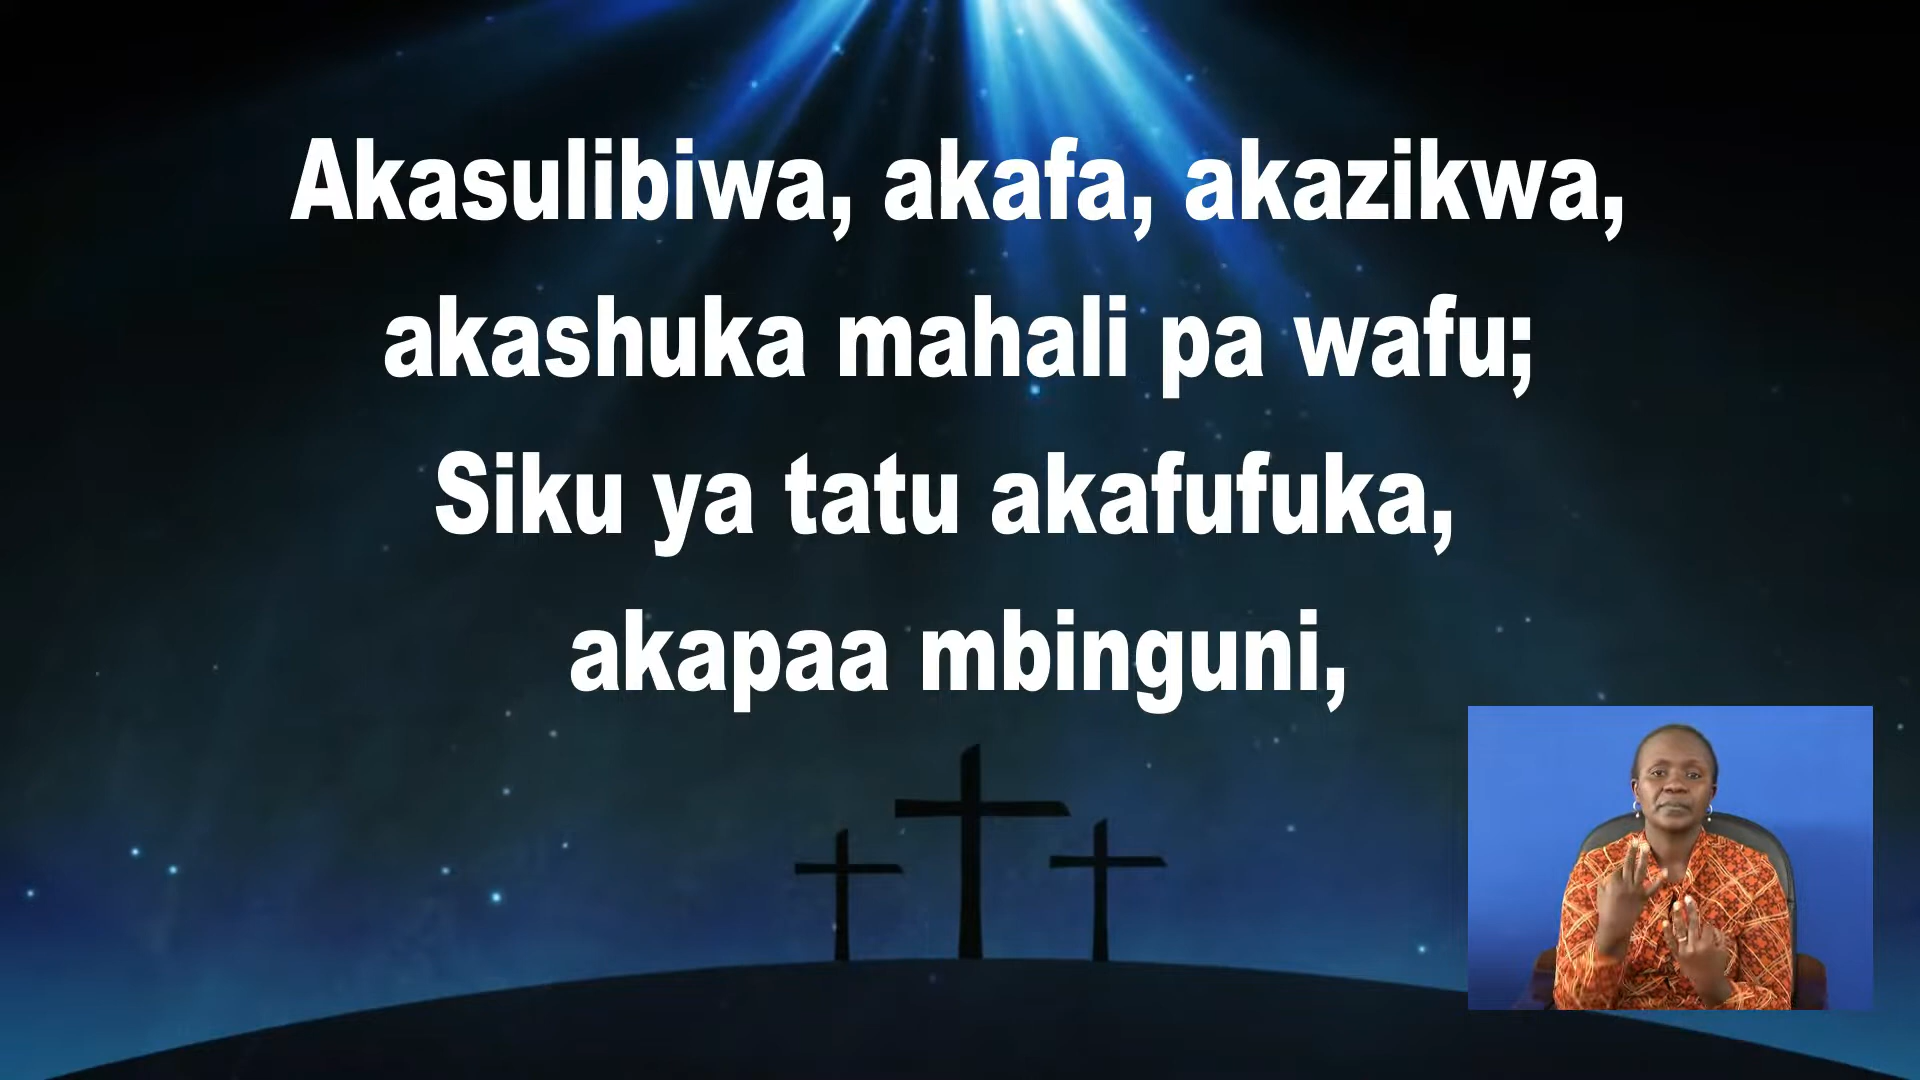 Akasulibiwa, akafa, akazikwa,
akashuka mahali pa wafu;
Siku ya tatu akafufuka,
akapaa mbinguni,